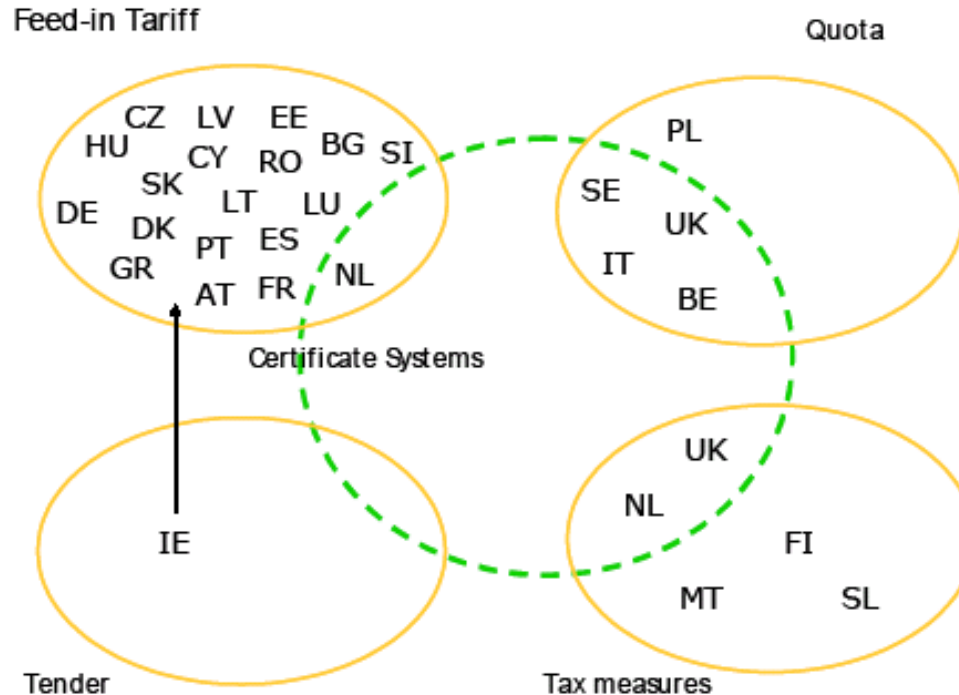 Feed-in Tariff
Quota
CZ LV EE
HU CY RO BG SI
SK LT LU
DE DK PT ES
GR AT FR NL
PL
SE UK
IT BE
Certificate Systems
IE
UK
NL
FI
MT SL
Tender
Tax measures